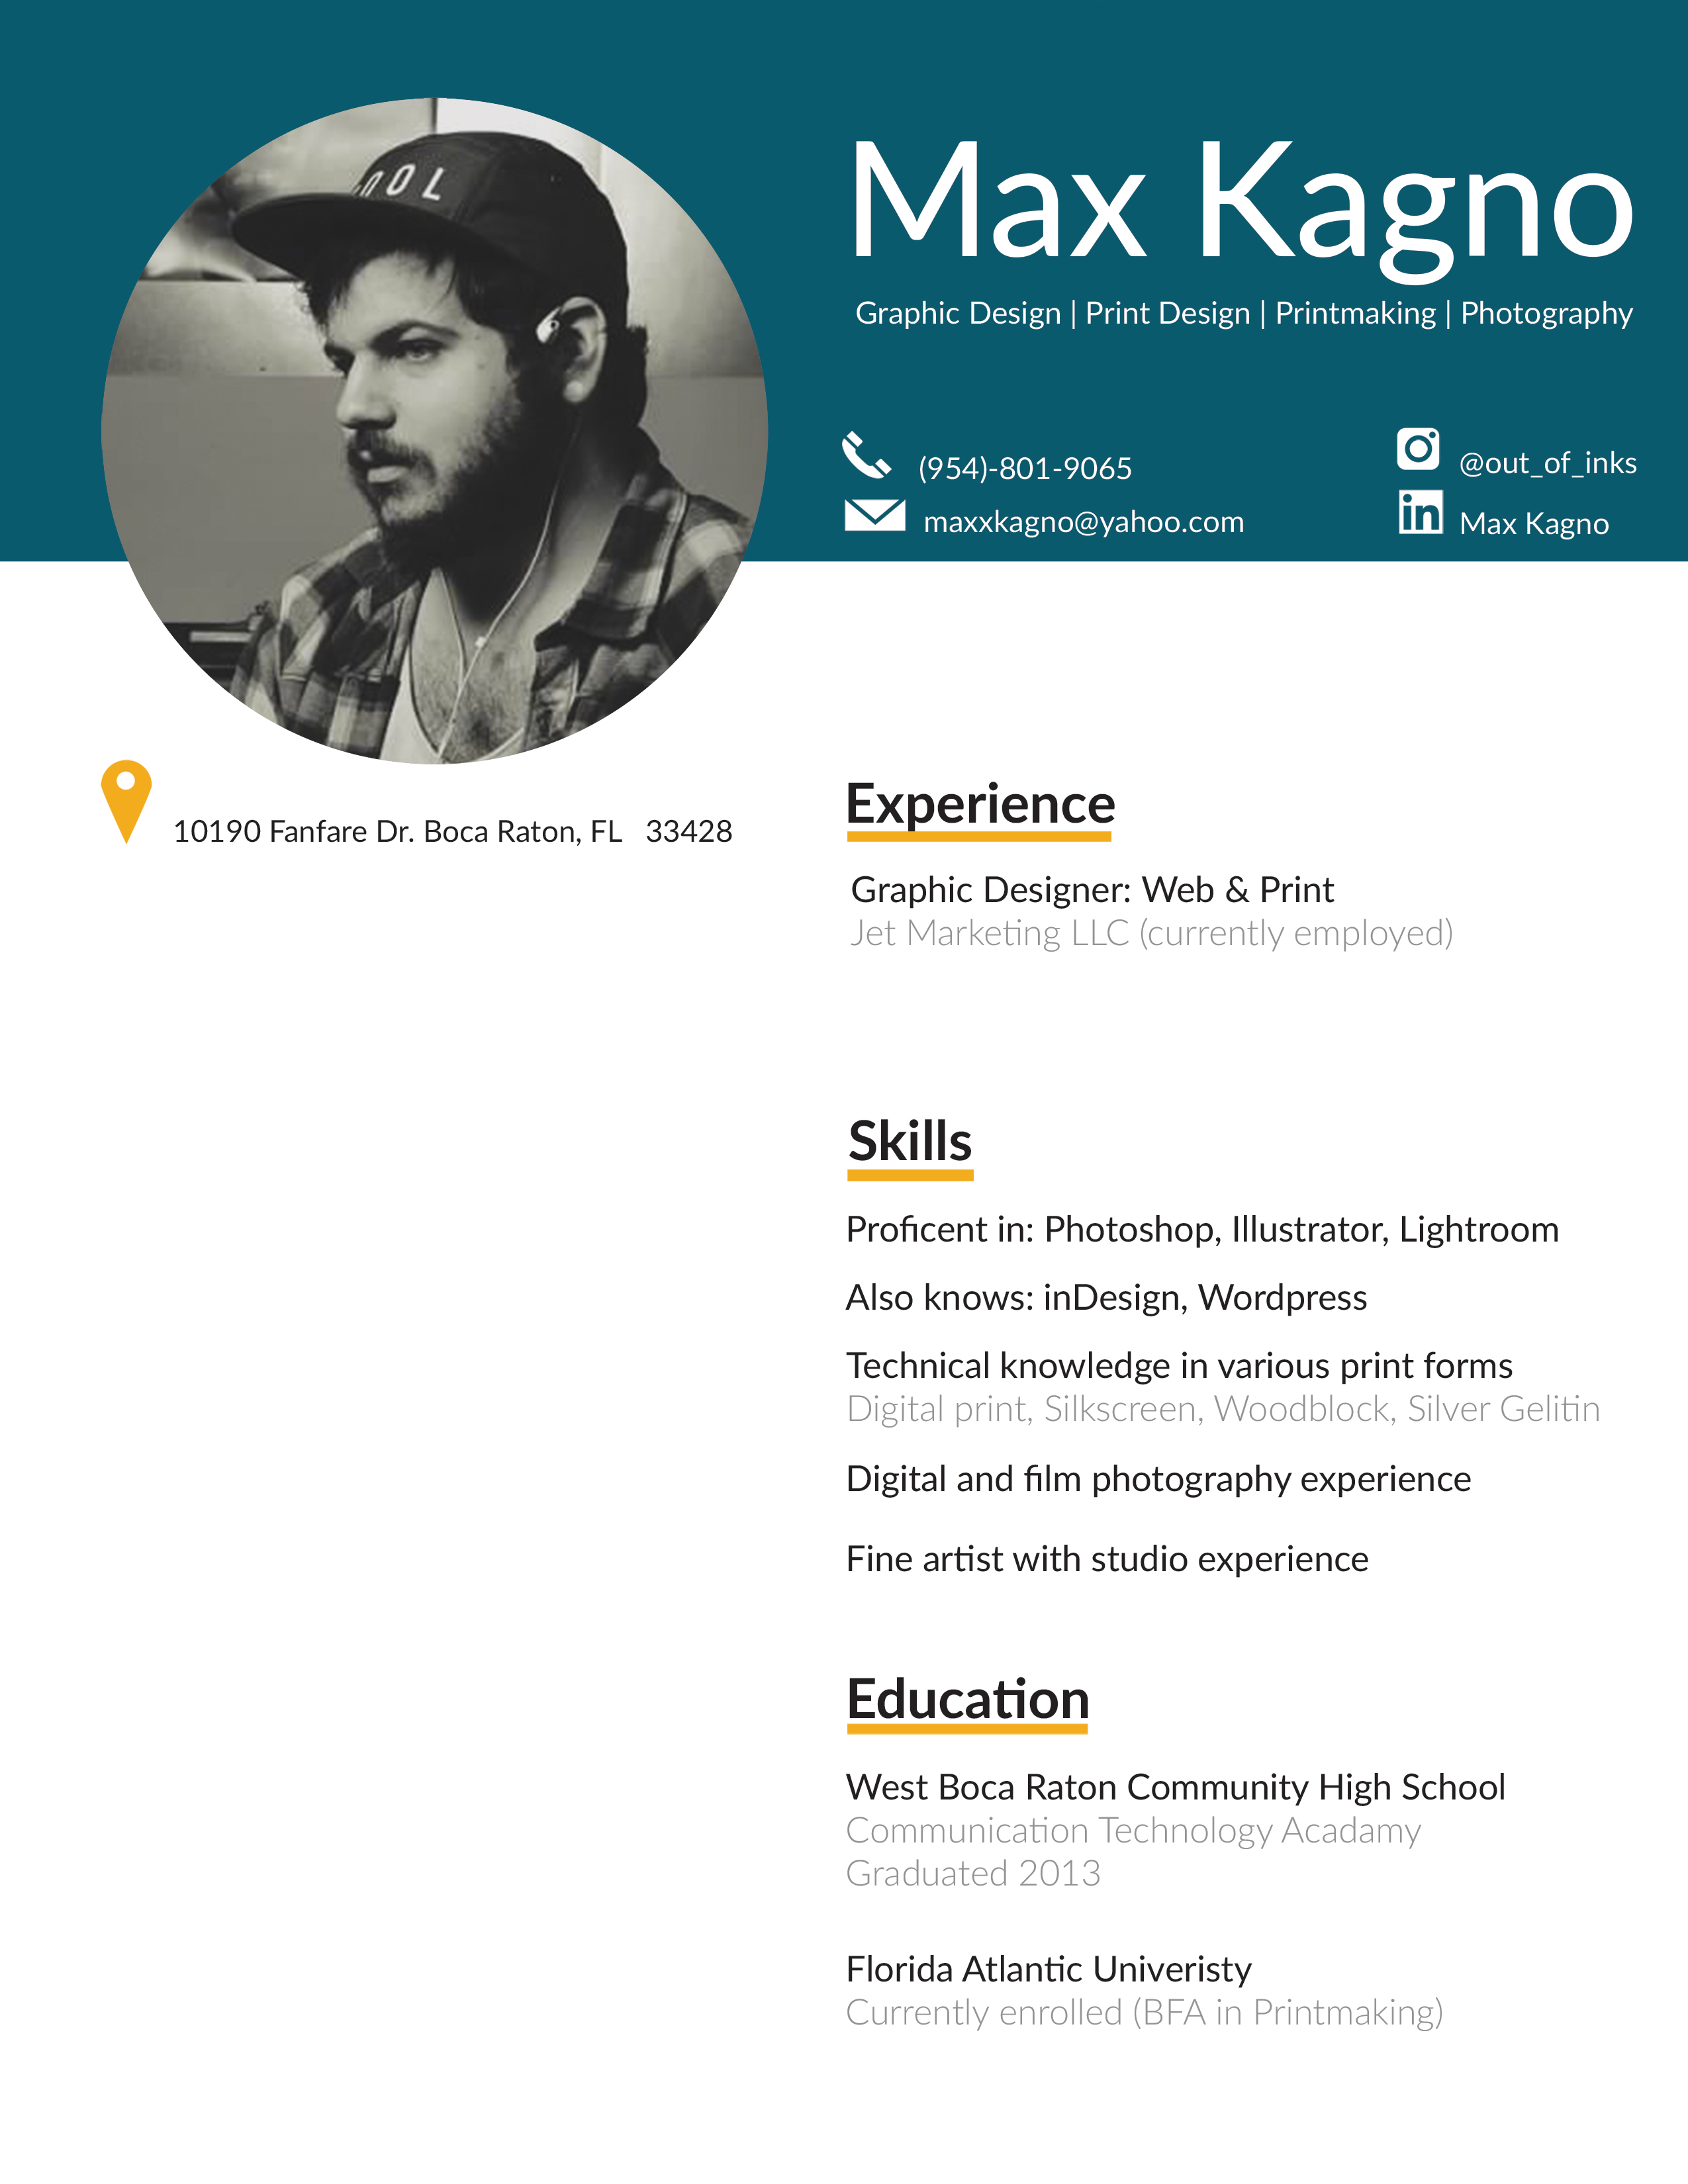 OOL
Max Kagno
Graphic Design | Print Design | Printmaking | Photography
(954)-801-9065
@out_of_inks
maxxkagno@yahoo.com
in
Max Kagno
10190 Fanfare Dr. Boca Raton, FL 33428
Experience
Graphic Designer: Web & Print
Jet Marketing LLC (currently employed)
Skills
Proficent in: Photoshop, Illustrator, Lightroom
Also knows: inDesign, Wordpress
Technical knowledge in various print forms
Digital print, Silkscreen, Woodblock, Silver Gelitin
Digital and film photography experience
Fine artist with studio experience
Education
West Boca Raton Community High School
Communication Technology Acadamy
Graduated 2013
Florida Atlantic Univeristy
Currently enrolled (BFA in Printmaking)